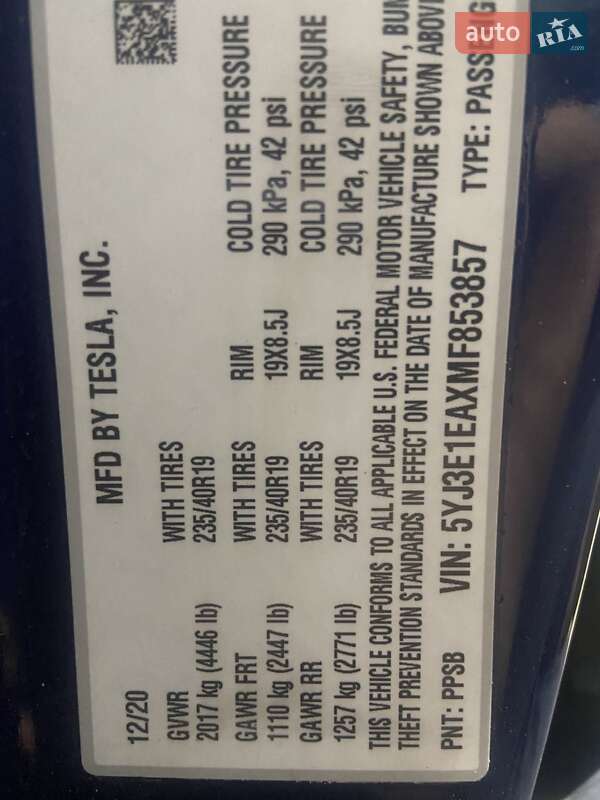 auto RIA.com
MFD BY TESLA, INC.
12/20
GVWR WITH TIRES
2017 kg (4446 lb) 235/40R19
GAWR FRT WITH TIRES RIM COLD TIRE PRESSURE
1110 kg (2447 lb) 235/40R19 19X8.5J 290 kPa, 42 psi
GAWR RR WITH TIRES RIM COLD TIRE PRESSURE
1257 kg (2771 lb) 235/40R19 19X8.5J 290 kPa, 42 psi
THIS VEHICLE CONFORMS TO ALL APPLICABLE U.S. FEDERAL MOTOR VEHICLE SAFETY, BUM
THEFT PREVENTION STANDARDS IN EFFECT ON THE DATE OF MANUFACTURE SHOWN ABOVE
PNT: PPSB VIN: 5YJ3E1EAXMF853857 TYPE: PASSENG